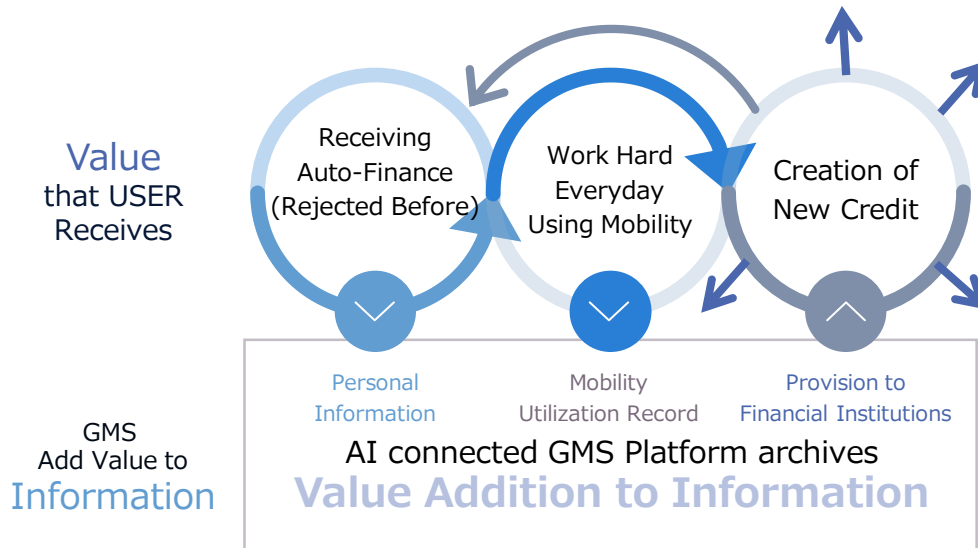 Value
that USER
Receives
Receiving
Auto-Finance
(Rejected Before)
Work Hard
Everyday
Using Mobility
Creation of
New Credit
Personal
Information
Mobility
Utilization Record
Provision to
Financial Institutions
GMS
Add Value to
Information
AI connected GMS Platform archives
Value Addition to Information